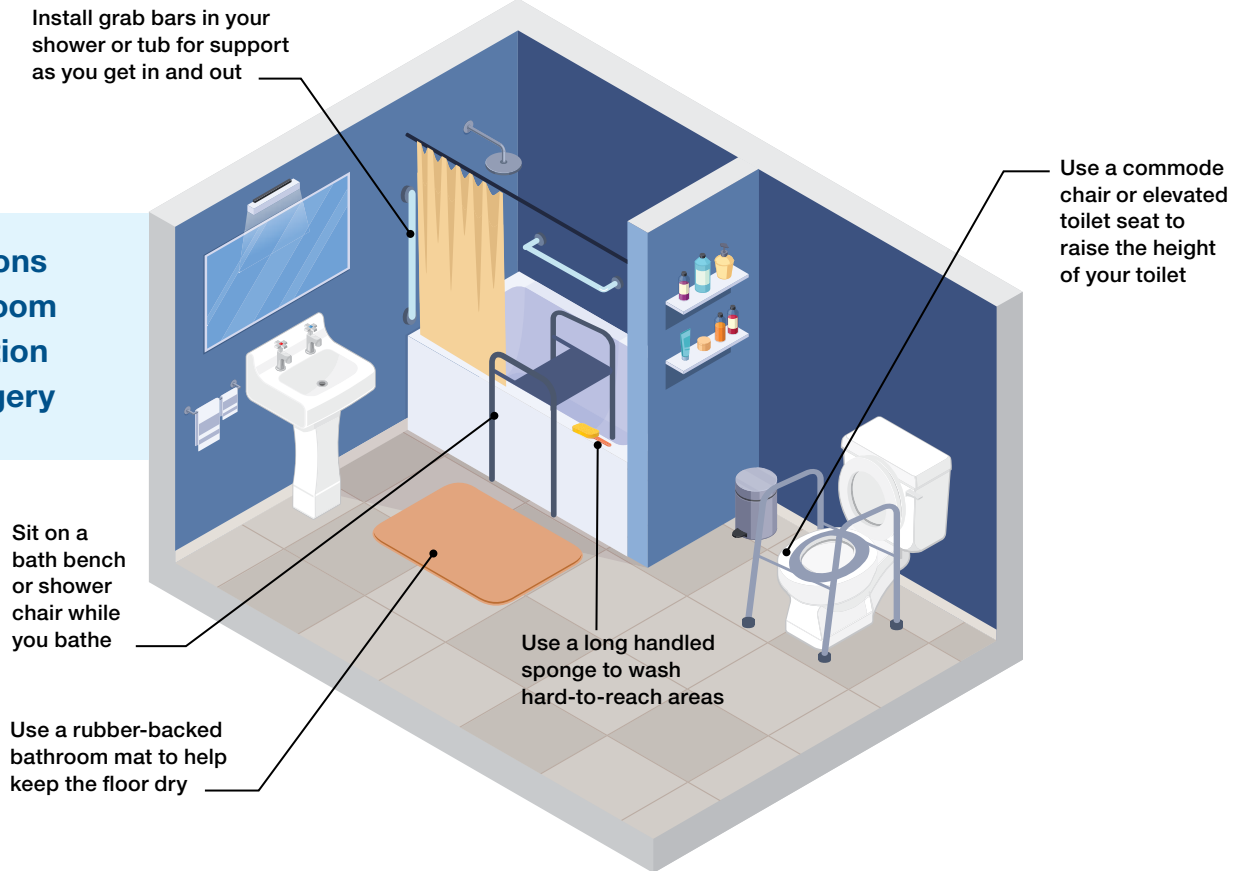 Install grab bars in your
shower or tub for support
as you get in and out
Use a commode
chair or elevated
toilet seat to
raise the height
of your toilet
ons
oom
tion
gery
Sit on a
bath bench
or shower
chair while
you bathe
Use a long handled
sponge to wash
hard-to-reach areas
Use a rubber-backed
bathroom mat to help
keep the floor dry